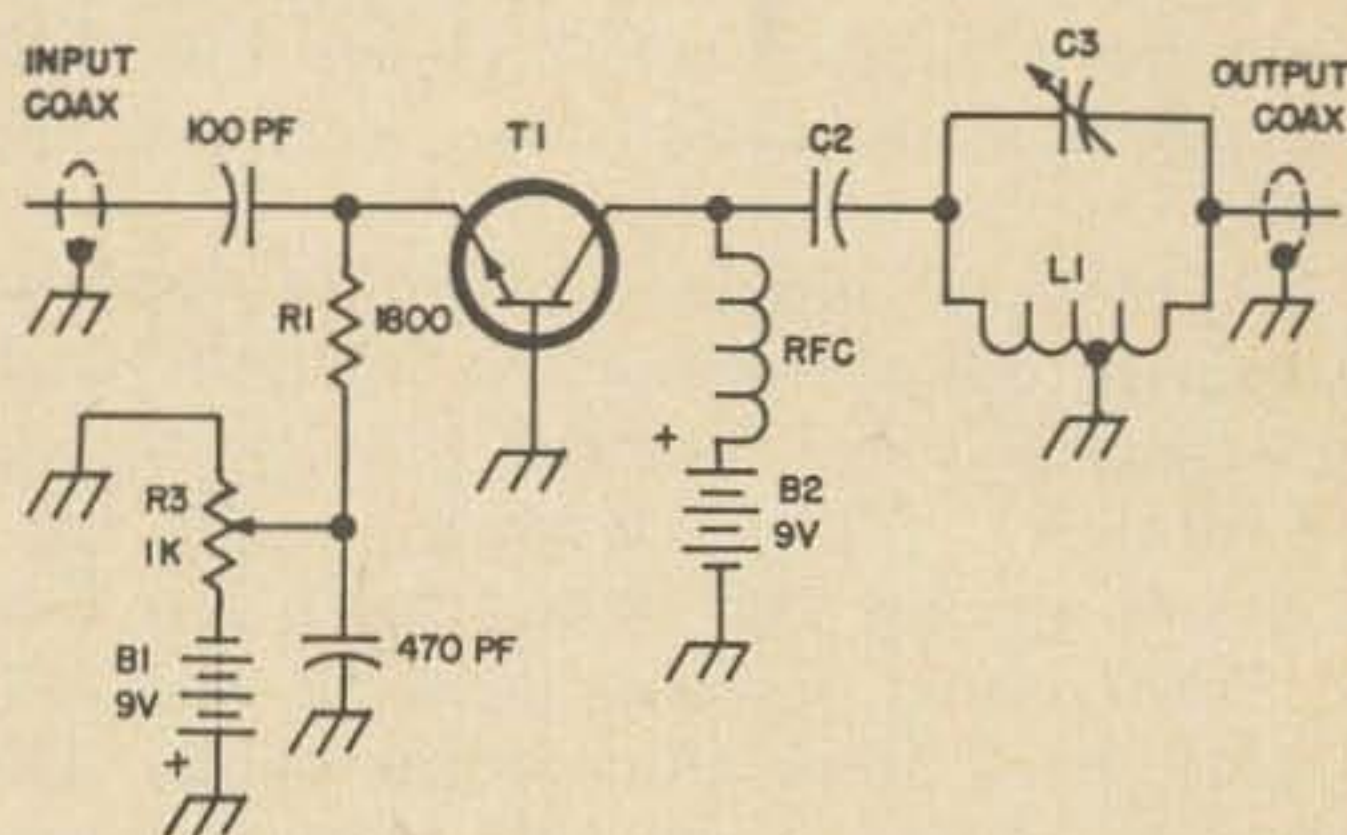 INPUT
COAX
100 PF
T1
C2
C3
OUTPUT
COAX
R1
1800
RFC
L1
R3
1K
+
B2
9V
B1
9V
+
470 PF